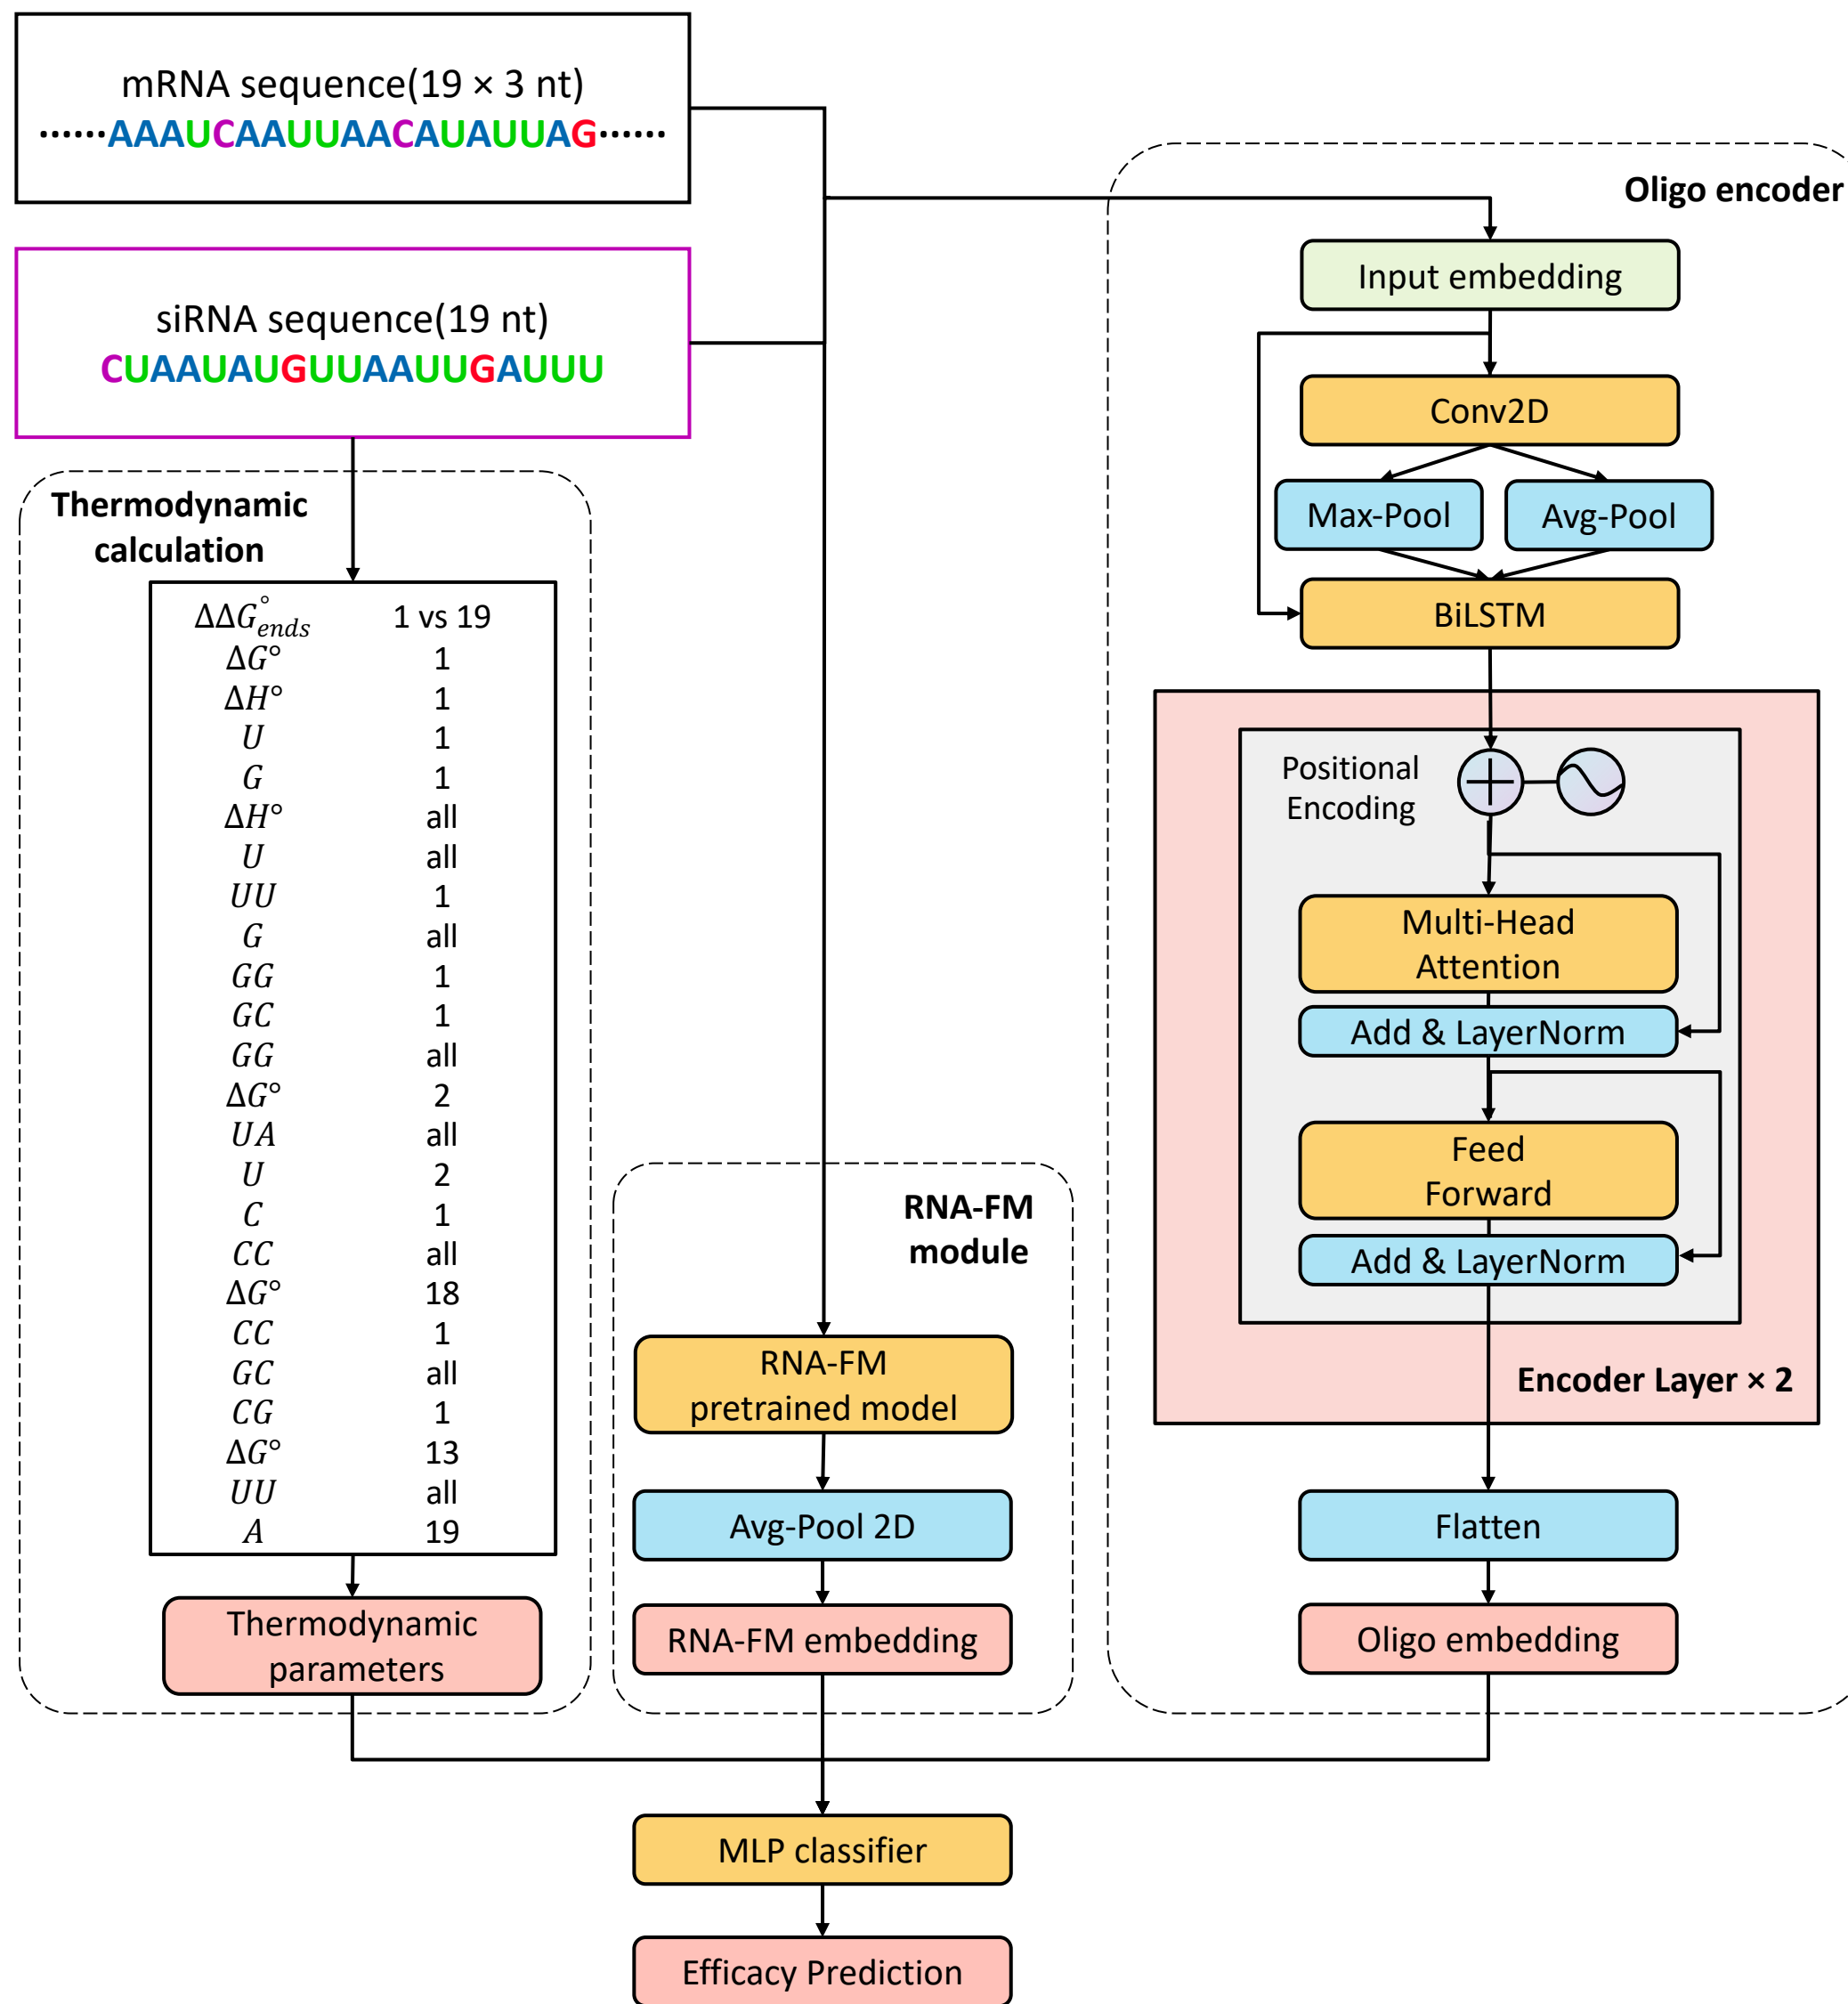 mRNA sequence(19 × 3 nt)
······AAAUCAAUUAACAUAUUAG······
siRNA sequence(19 nt)
CUAAUAUGUUAAUUGAUUU
Thermodynamic
calculation
ΔΔG°ends 1 vs 19
ΔG° 1
ΔH° 1
U 1
G 1
ΔH° all
U all
UU 1
G all
GG 1
GC 1
GG all
ΔG° 2
UA all
U 2
C 1
CC all
ΔG° 18
CC 1
GC all
CG 1
ΔG° 13
UU all
A 19
Thermodynamic
parameters
RNA-FM
module
RNA-FM
pretrained model
Avg-Pool 2D
RNA-FM embedding
Oligo encoder
Input embedding
Conv2D
Max-Pool
Avg-Pool
BiLSTM
Positional
Encoding
Multi-Head
Attention
Add & LayerNorm
Feed
Forward
Add & LayerNorm
Encoder Layer × 2
Flatten
Oligo embedding
MLP classifier
Efficacy Prediction